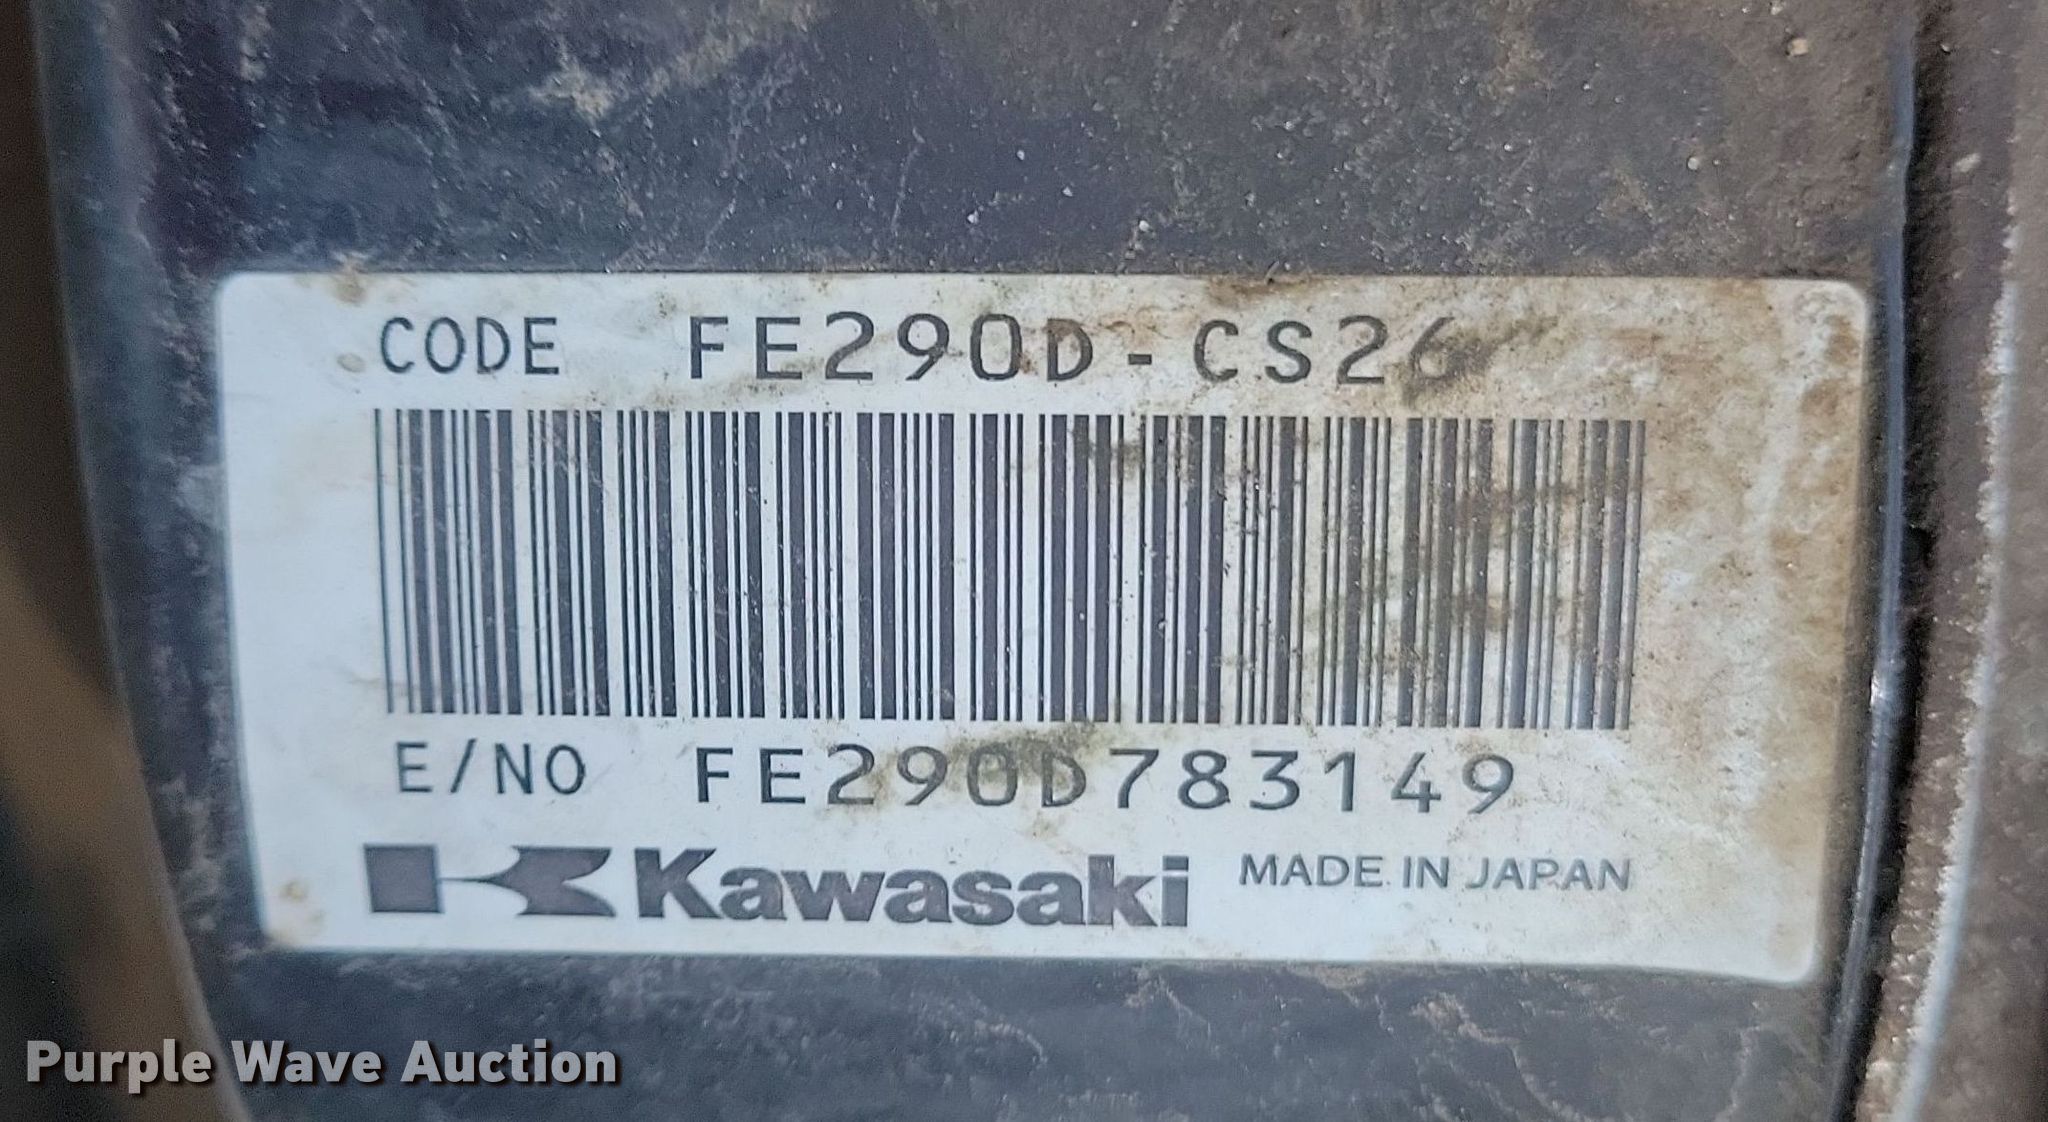 CODE FE290D-CS26
E/NO FE290D783149
Kawasaki MADE IN JAPAN
Purple Wave Auction